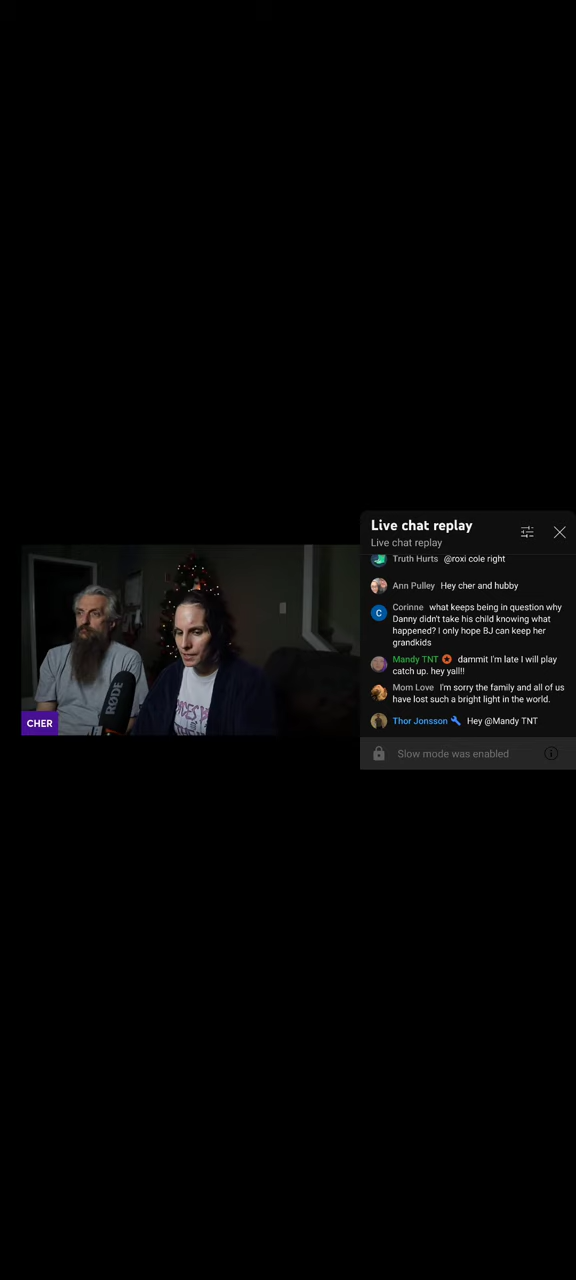 Live chat replay
Live chat replay
Truth Hurts @roxi cole right
Ann Pulley Hey cher and hubby
C
Corinne what keeps being in question why
Danny didn't take his child knowing what
happened? I only hope BJ can keep her
grandkids
Mandy TNT dammit I'm late I will play
catch up. hey yall!!
Mom Love I'm sorry the family and all of us
have lost such a bright light in the world.
Thor Jonsson Hey @Mandy TNT
Slow mode was enabled
RØDE
CHER